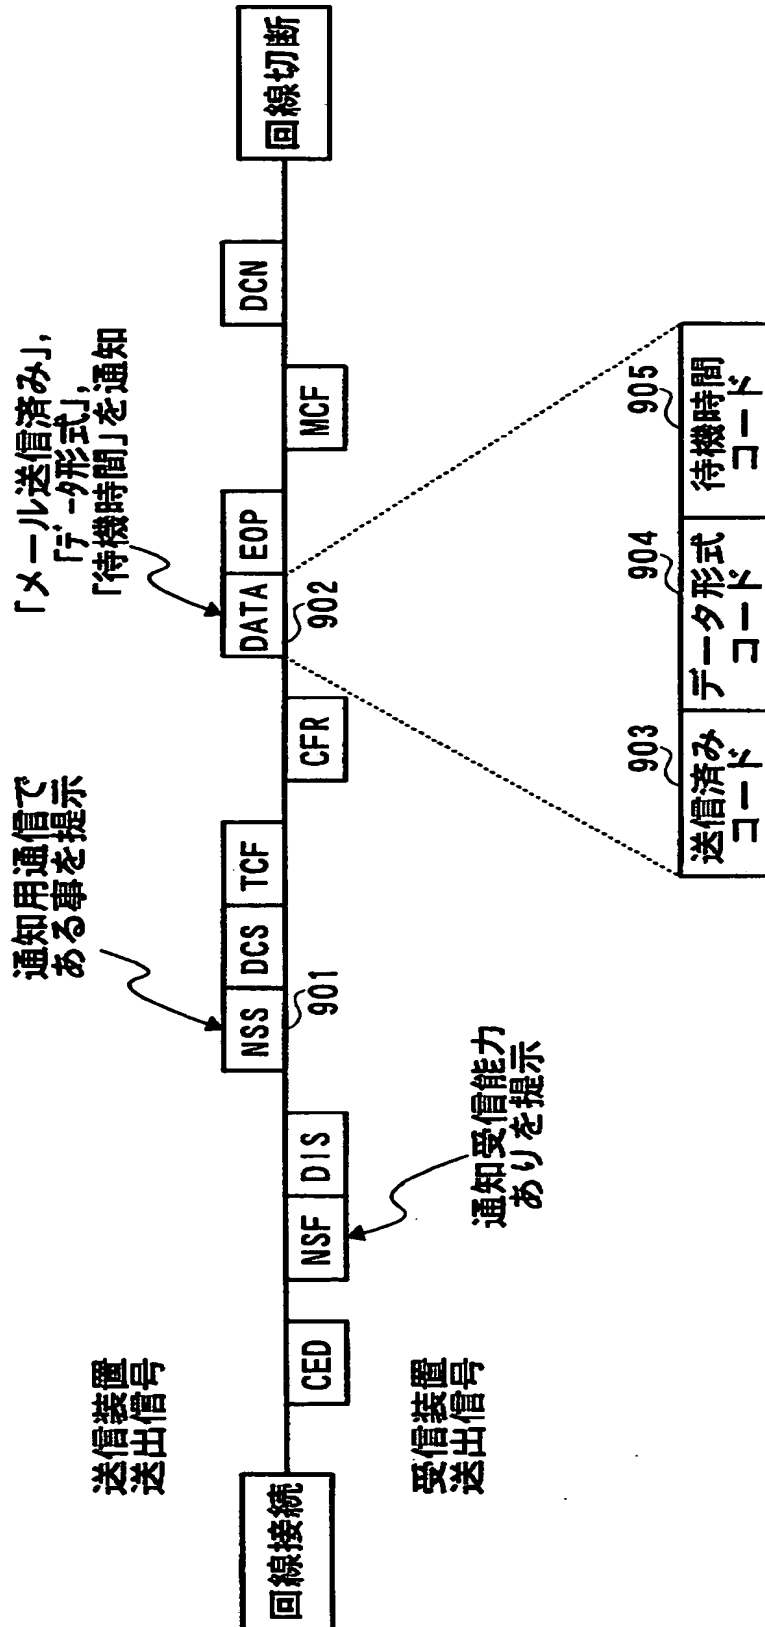 送信装置
送出信号
通知用通信で
ある事を提示
「メール送信済み」,
「データ形式」,
「待機時間」を通知
NSS
DCS
TCF
DATA
EOP
DCN
回線接続
回線切断
CED
NSF
DIS
901
CFR
902
MCF
受信装置
送出信号
通知受信能力
ありを提示
903
904
905
送信済み
コード
データ形式
コード
待機時間
コード